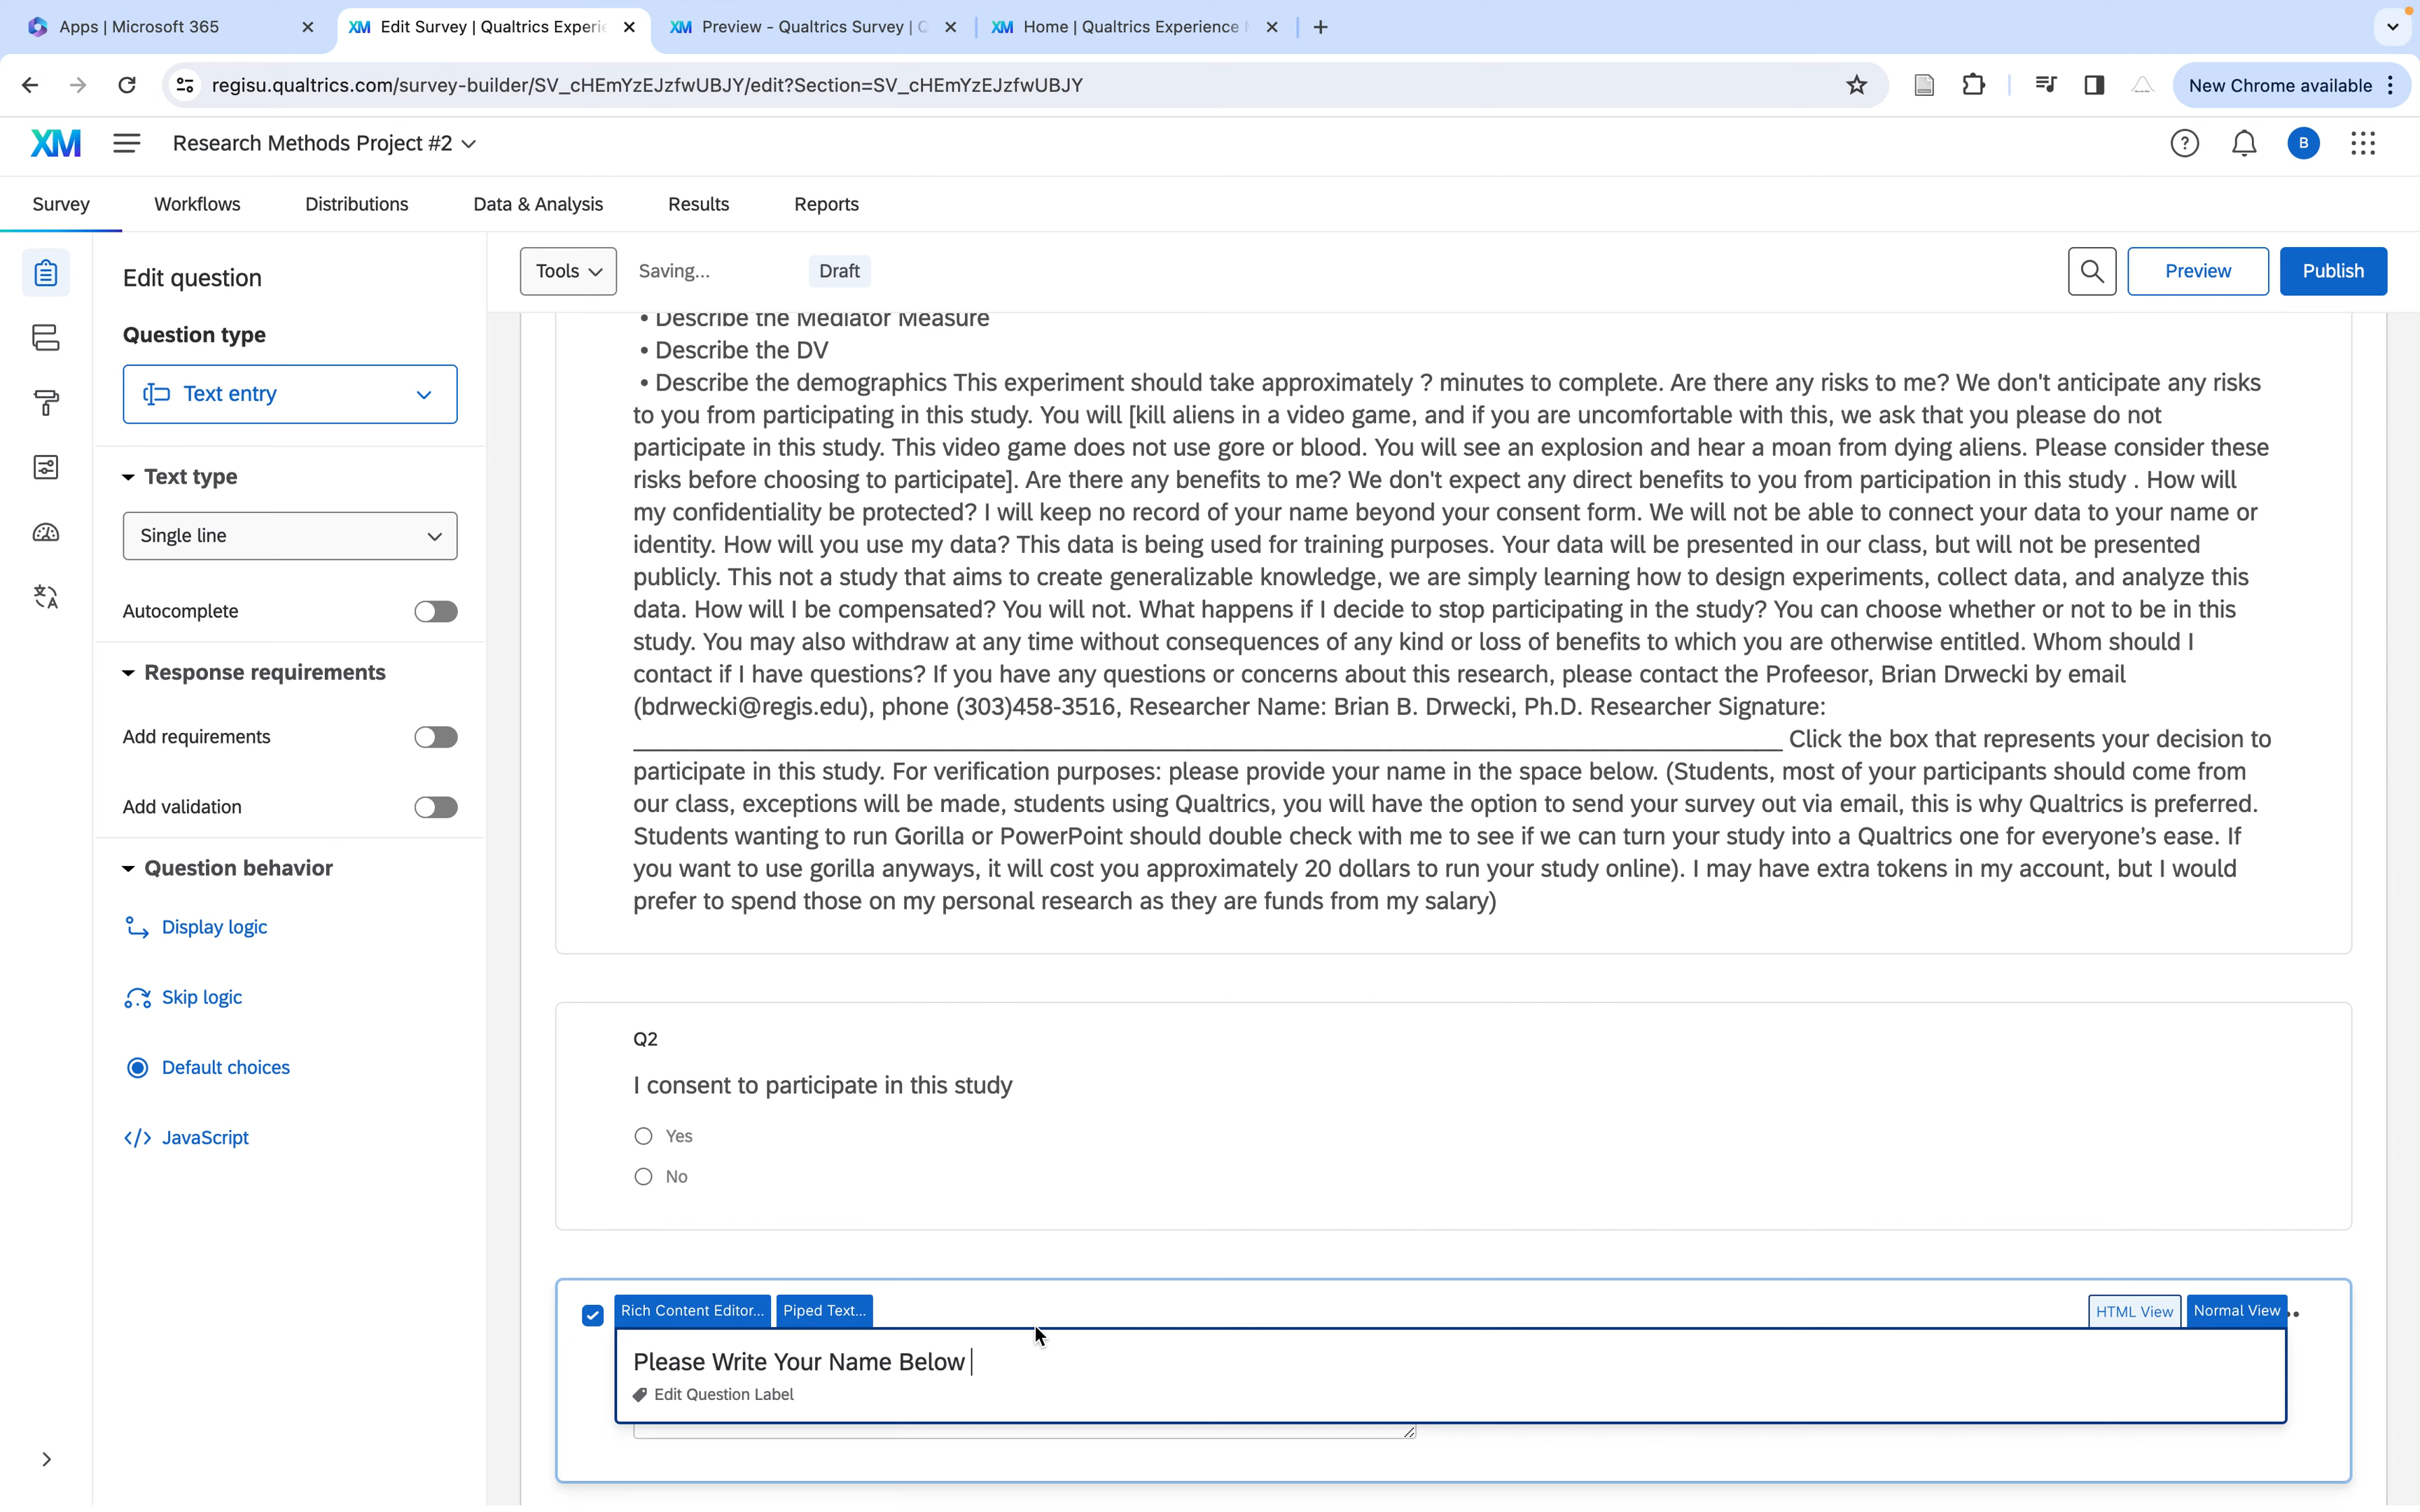 Apps | Microsoft 365
Edit Survey | Qualtrics Experie
Preview - Qualtrics Survey | Q
Home | Qualtrics Experience M
regisu.qualtrics.com/survey-builder/SV_cHEmYzEJzfwUBJY/edit?Section=SV_cHEmYzEJzfwUBJY
New Chrome available
XM
Research Methods Project #2
B
Survey
Workflows
Distributions
Data & Analysis
Results
Reports
Edit question
Tools
Saving...
Draft
Preview
Publish
Question type
Text entry
Text type
Single line
Autocomplete
Response requirements
Add requirements
Add validation
Question behavior
Display logic
Skip logic
Default choices
</> JavaScript
• Describe the Mediator Measure
• Describe the DV
• Describe the demographics This experiment should take approximately ? minutes to complete. Are there any risks to me? We don't anticipate any risks
to you from participating in this study. You will [kill aliens in a video game, and if you are uncomfortable with this, we ask that you please do not
participate in this study. This video game does not use gore or blood. You will see an explosion and hear a moan from dying aliens. Please consider these
risks before choosing to participate]. Are there any benefits to me? We don't expect any direct benefits to you from participation in this study . How will
my confidentiality be protected? I will keep no record of your name beyond your consent form. We will not be able to connect your data to your name or
identity. How will you use my data? This data is being used for training purposes. Your data will be presented in our class, but will not be presented
publicly. This not a study that aims to create generalizable knowledge, we are simply learning how to design experiments, collect data, and analyze this
data. How will I be compensated? You will not. What happens if I decide to stop participating in the study? You can choose whether or not to be in this
study. You may also withdraw at any time without consequences of any kind or loss of benefits to which you are otherwise entitled. Whom should I
contact if I have questions? If you have any questions or concerns about this research, please contact the Profeesor, Brian Drwecki by email
(bdrwecki@regis.edu), phone (303)458-3516, Researcher Name: Brian B. Drwecki, Ph.D. Researcher Signature:
Click the box that represents your decision to
participate in this study. For verification purposes: please provide your name in the space below. (Students, most of your participants should come from
our class, exceptions will be made, students using Qualtrics, you will have the option to send your survey out via email, this is why Qualtrics is preferred.
Students wanting to run Gorilla or PowerPoint should double check with me to see if we can turn your study into a Qualtrics one for everyone’s ease. If
you want to use gorilla anyways, it will cost you approximately 20 dollars to run your study online). I may have extra tokens in my account, but I would
prefer to spend those on my personal research as they are funds from my salary)
Q2
I consent to participate in this study
Yes
No
Rich Content Editor...
Piped Text...
HTML View
Normal View
Please Write Your Name Below
Edit Question Label